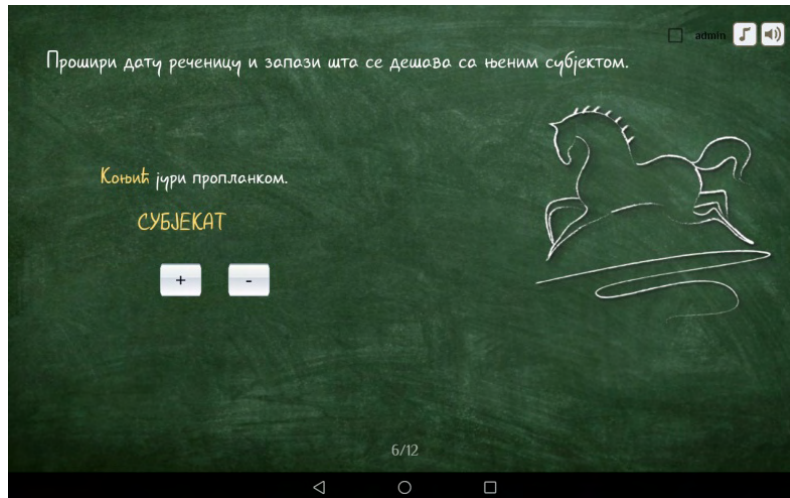 admin
Прошири дату реченицу и запази шта се дешава са њеним субјектом.
Коњић јури пропланком.
СУБЈЕКАТ
+ -
6/12